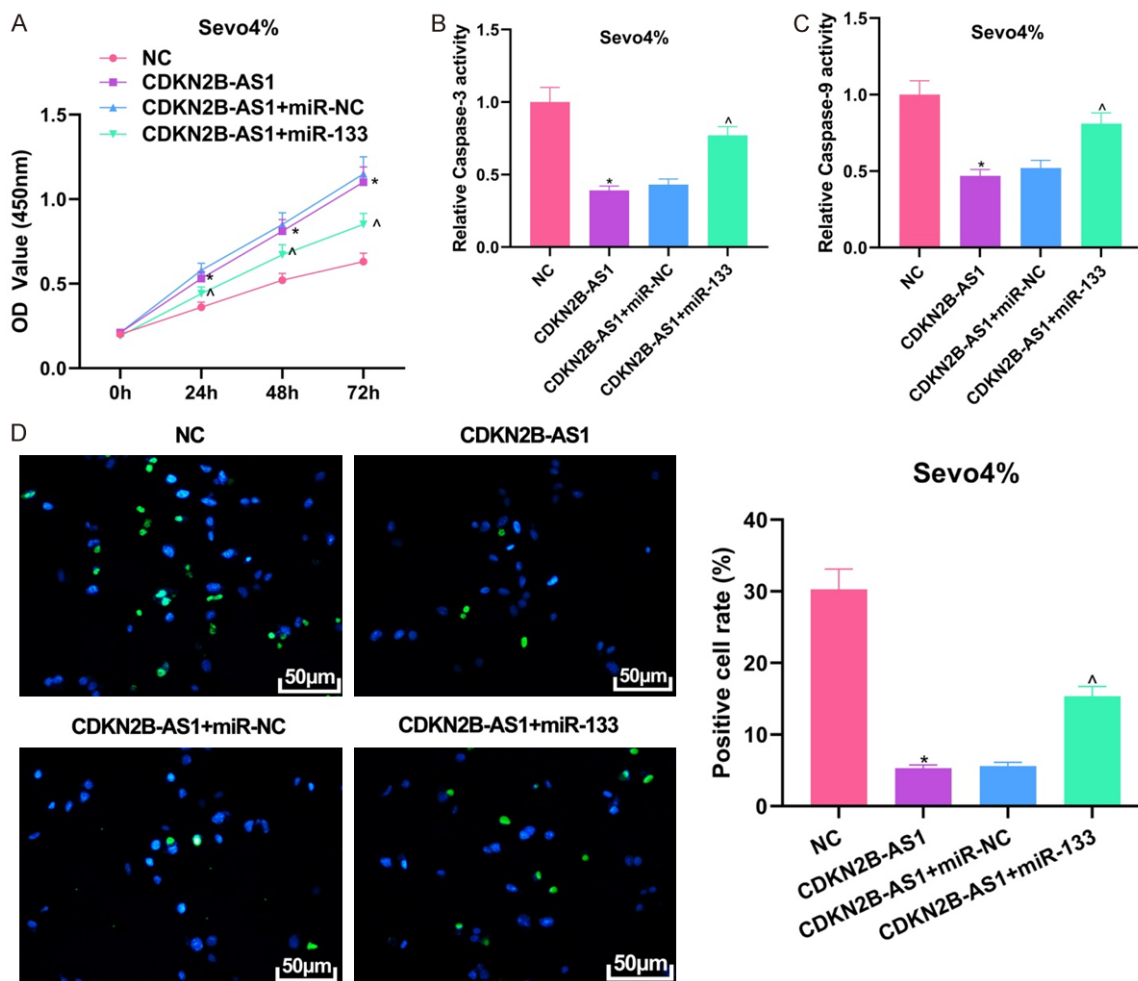 A
Sevo4%
NC
CDKN2B-AS1
CDKN2B-AS1+miR-NC
CDKN2B-AS1+miR-133
OD Value (450nm)
1.5
1.0
0.5
0.0
0h 24h 48h 72h
* * *
^ ^ ^
B
Sevo4%
Relative Caspase-3 activity
1.5
1.0
0.5
0.0
*
^
NC
CDKN2B-AS1
CDKN2B-AS1+miR-NC
CDKN2B-AS1+miR-133
C
Sevo4%
Relative Caspase-9 activity
1.5
1.0
0.5
0.0
*
^
NC
CDKN2B-AS1
CDKN2B-AS1+miR-NC
CDKN2B-AS1+miR-133
D
NC
50μm
CDKN2B-AS1
50μm
CDKN2B-AS1+miR-NC
50μm
CDKN2B-AS1+miR-133
50μm
Sevo4%
Positive cell rate (%)
40
30
20
10
0
*
^
NC
CDKN2B-AS1
CDKN2B-AS1+miR-NC
CDKN2B-AS1+miR-133